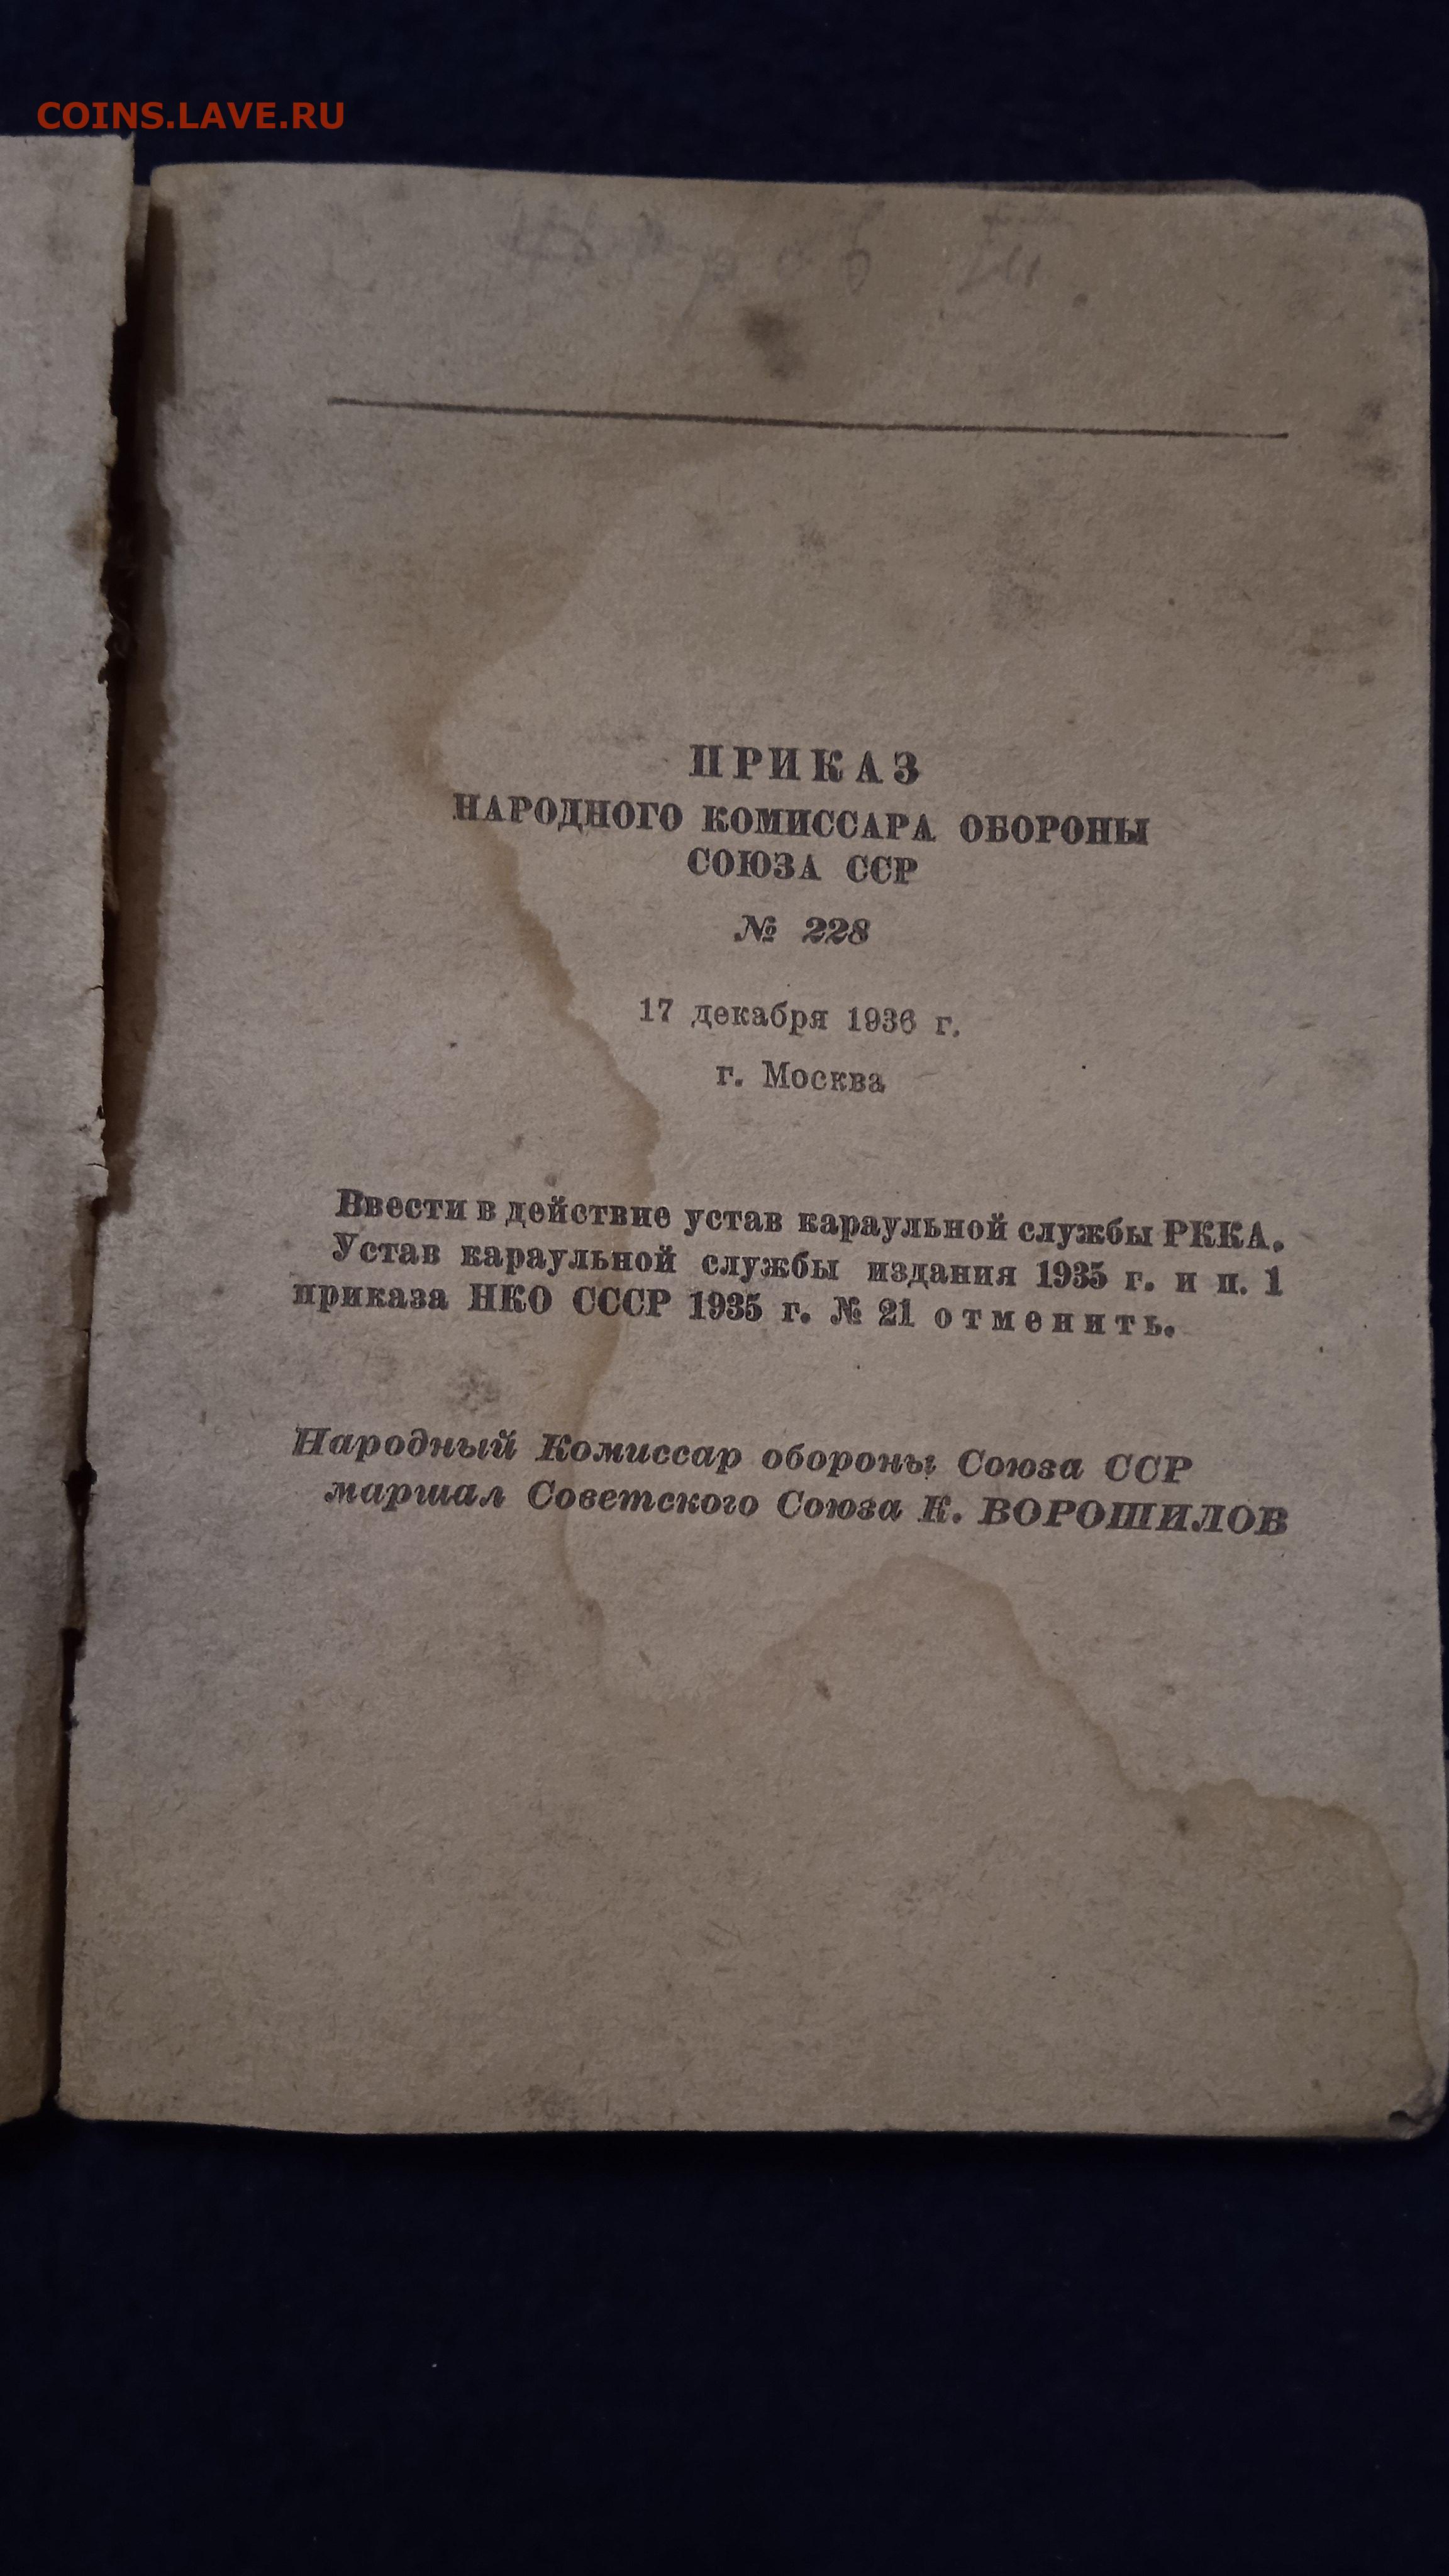 COINS.LAVE.RU
ПРИКАЗ
НАРОДНОГО КОМИССАРА ОБОРОНЫ
СОЮЗА ССР
№ 228
17 декабря 1936 г.
г. Москва
Ввести в действие устав караульной службы РККА.
Устав караульной службы издания 1935 г. и п. 1
приказа НКО СССР 1935 г. № 21 отменить.
Народный Комиссар обороны Союза ССР
маршал Советского Союза К. ВОРОШИЛОВ